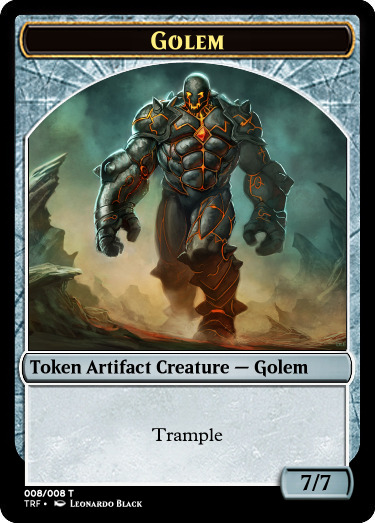 Golem
Token Artifact Creature — Golem
Trample
7/7
008/008 T
TRF • Leonardo Black